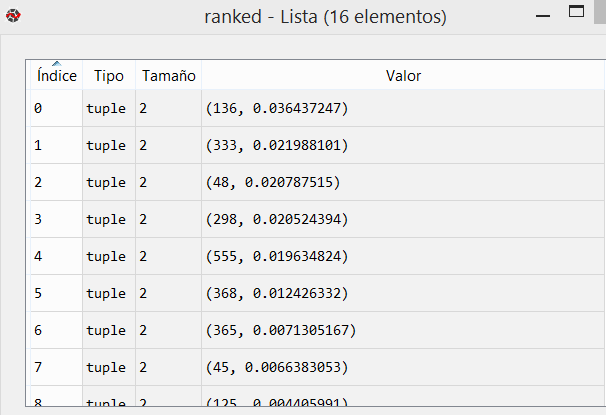 ranked - Lista (16 elementos)
Índice Tipo Tamaño Valor
0 tuple 2 (136, 0.036437247)
1 tuple 2 (333, 0.021988101)
2 tuple 2 (48, 0.020787515)
3 tuple 2 (298, 0.020524394)
4 tuple 2 (555, 0.019634824)
5 tuple 2 (368, 0.012426332)
6 tuple 2 (365, 0.0071305167)
7 tuple 2 (45, 0.0066383053)
8 tuple 2 (125, 0.004405991)